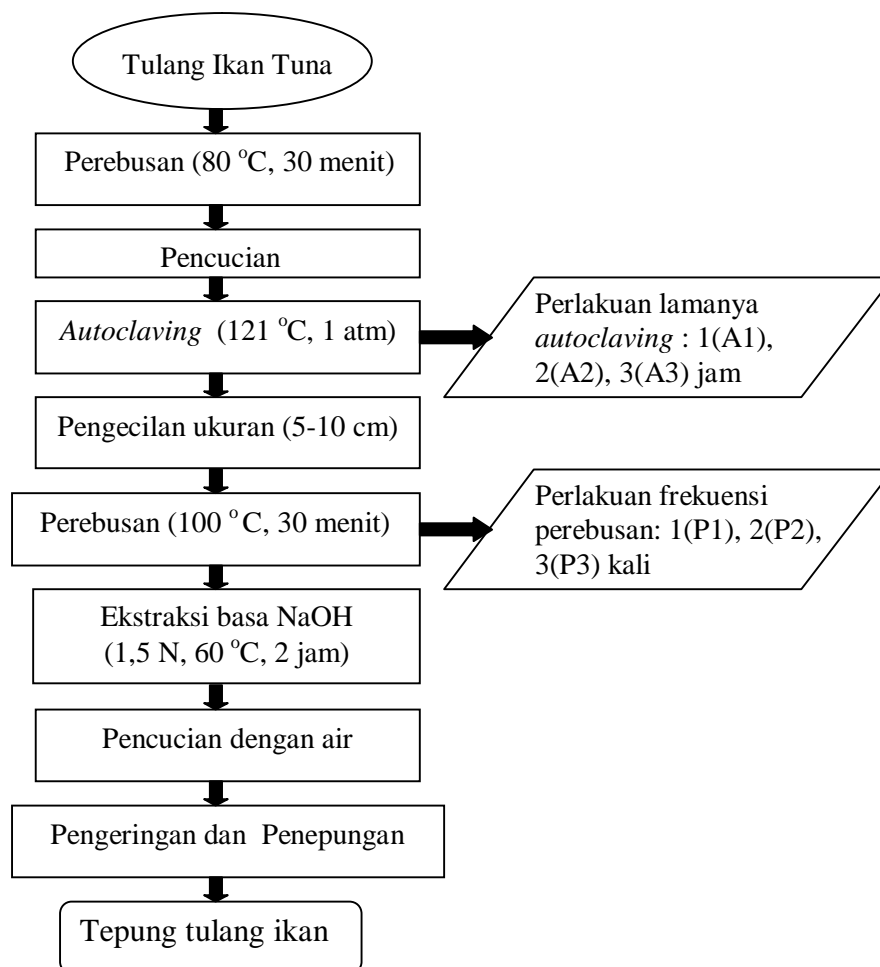 Tulang Ikan Tuna
Perebusan (80 °C, 30 menit)
Pencucian
Autoclaving (121 °C, 1 atm)
Perlakuan lamanya
autoclaving : 1(A1),
2(A2), 3(A3) jam
Pengecilan ukuran (5-10 cm)
Perebusan (100 °C, 30 menit)
Perlakuan frekuensi
perebusan: 1(P1), 2(P2),
3(P3) kali
Ekstraksi basa NaOH
(1,5 N, 60 °C, 2 jam)
Pencucian dengan air
Pengeringan dan Penepungan
Tepung tulang ikan